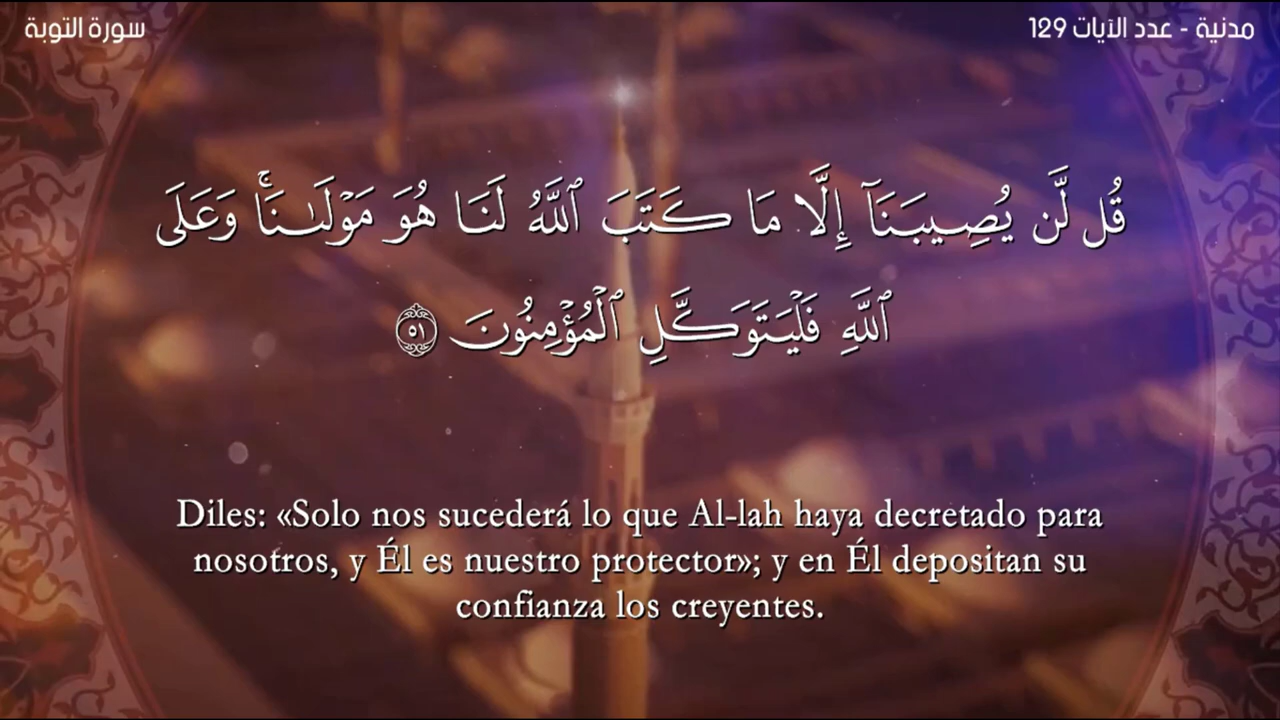 مدنية - عدد الآيات 129
سورة التوبة
قُل لَّن يُصِيبَنَآ إِلَّا مَا كَتَبَ ٱللَّهُ لَنَا هُوَ مَوْلَىٰنَاۚ وَعَلَى
ٱللَّهِ فَلْيَتَوَكَّلِ ٱلْمُؤْمِنُونَ ٥١
Diles: «Solo nos sucederá lo que Al-lah haya decretado para
nosotros, y Él es nuestro protector»; y en Él depositan su
confianza los creyentes.